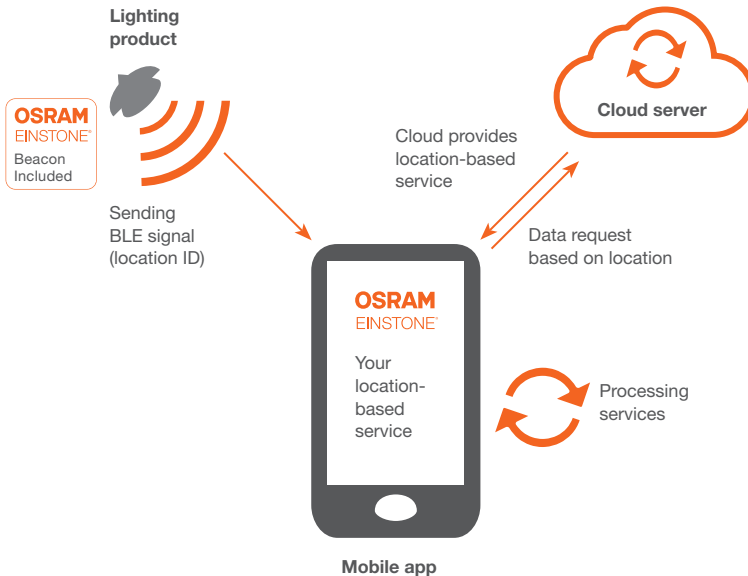 Lighting
product
OSRAM
EINSTONE®
Beacon
Included
Sending
BLE signal
(location ID)
Cloud server
Cloud provides
location-based
service
Data request
based on location
OSRAM
EINSTONE®
Your
location-
based
service
Processing
services
Mobile app